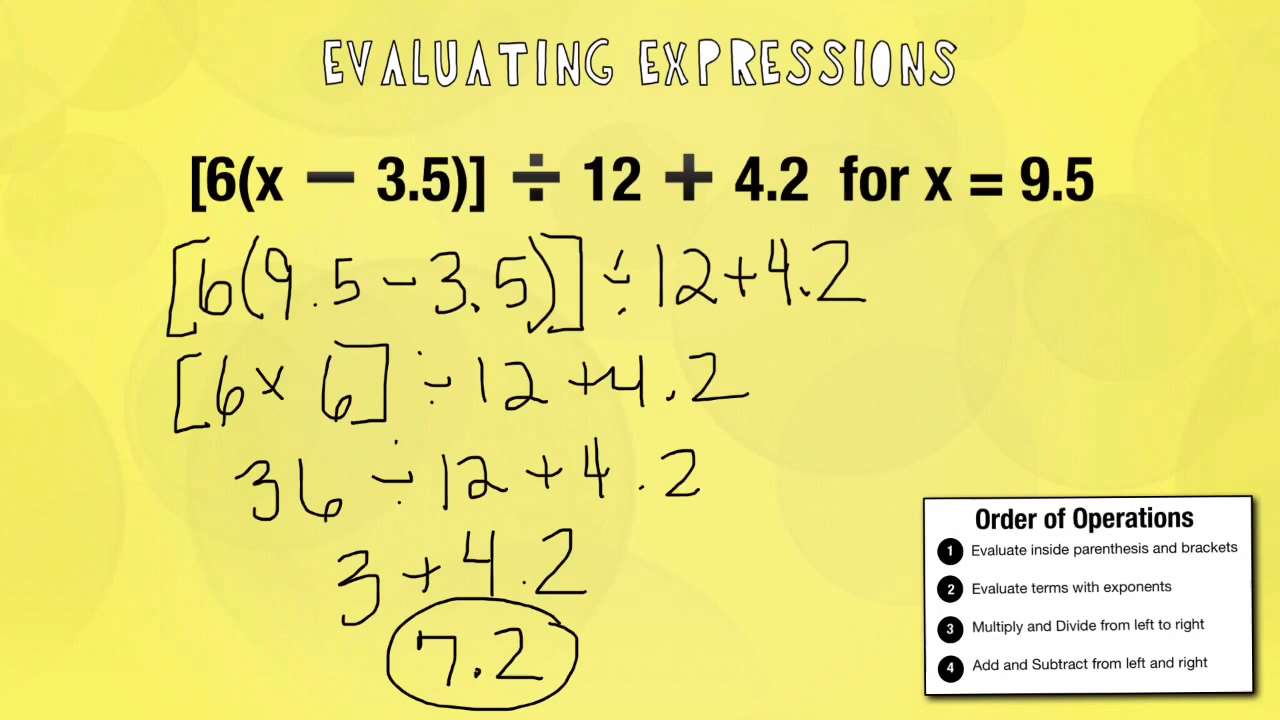 EVALUATING EXPRESSIONS
[6(x − 3.5)] ÷ 12 + 4.2 for x = 9.5
[6(9.5 − 3.5)] ÷ 12 + 4.2
[6 × 6] ÷ 12 + 4.2
36 ÷ 12 + 4.2
3 + 4.2
7.2
Order of Operations
1 Evaluate inside parenthesis and brackets
2 Evaluate terms with exponents
3 Multiply and Divide from left to right
4 Add and Subtract from left and right